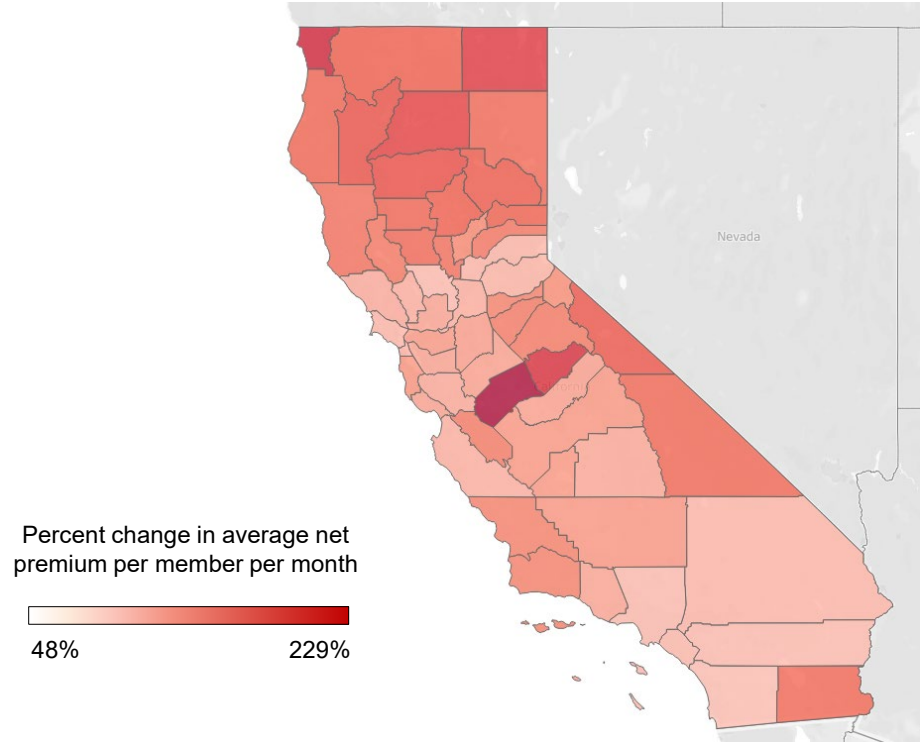 Nevada
Percent change in average net
premium per member per month
48%
229%